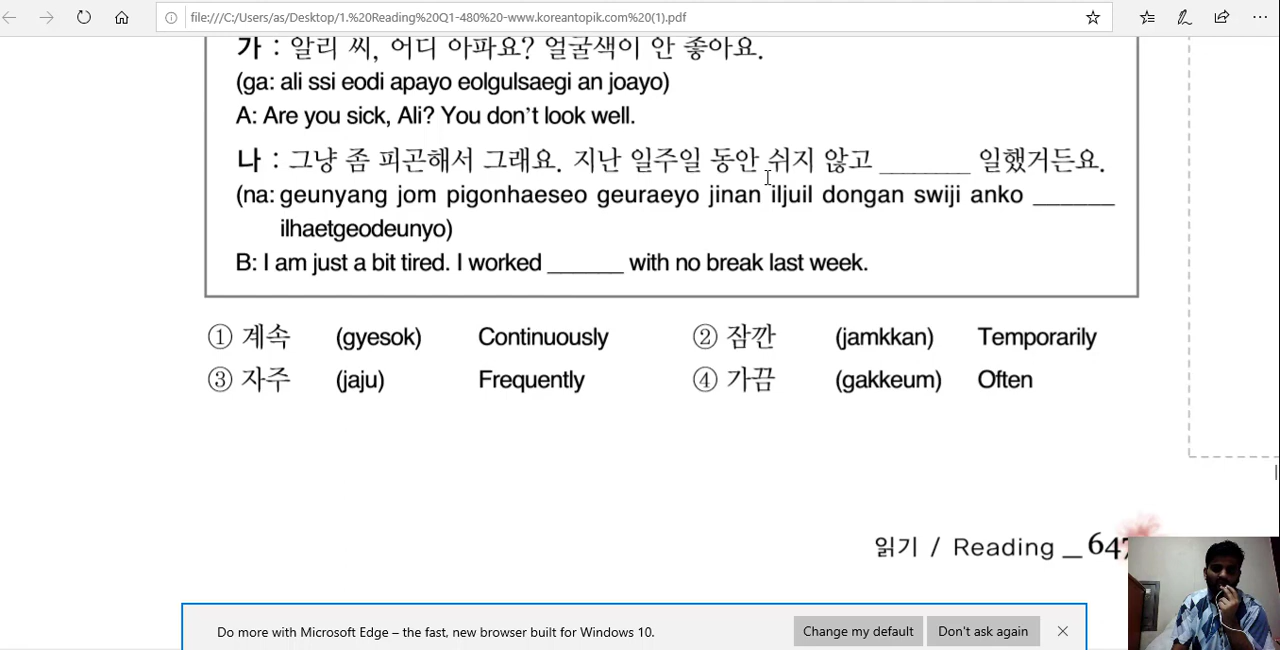 file:///C:/Users/as/Desktop/1.%20Reading%20Q1-480%20-www.koreantopik.com%20(1).pdf
가 : 알리 씨, 어디 아파요? 얼굴색이 안 좋아요.
(ga: ali ssi eodi apayo eolgulsaegi an joayo)
A: Are you sick, Ali? You don't look well.
나 : 그냥 좀 피곤해서 그래요. 지난 일주일 동안 쉬지 않고 ______ 일했거든요.
(na: geunyang jom pigonhaeseo geuraeyo jinan iljuil dongan swiji anko ______
ilhaetgeodeunyo)
B: I am just a bit tired. I worked ______ with no break last week.
① 계속 (gyesok) Continuously ② 잠깐 (jamkkan) Temporarily
③ 자주 (jaju) Frequently ④ 가끔 (gakkeum) Often
읽기 / Reading _ 647
Do more with Microsoft Edge – the fast, new browser built for Windows 10. Change my default Don't ask again